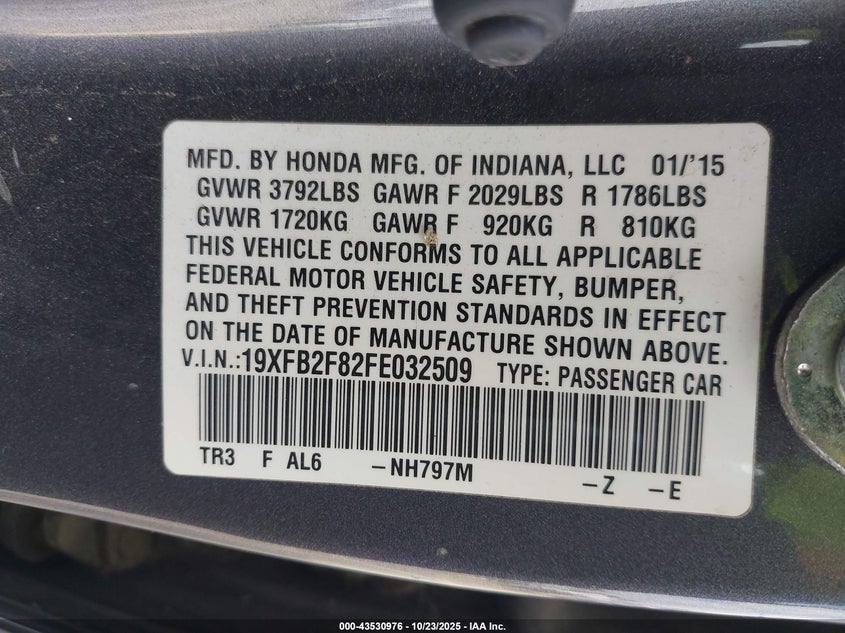 MFD. BY HONDA MFG. OF INDIANA, LLC 01/'15
GVWR 3792LBS GAWR F 2029LBS R 1786LBS
GVWR 1720KG GAWR F 920KG R 810KG
THIS VEHICLE CONFORMS TO ALL APPLICABLE
FEDERAL MOTOR VEHICLE SAFETY, BUMPER,
AND THEFT PREVENTION STANDARDS IN EFFECT
ON THE DATE OF MANUFACTURE SHOWN ABOVE.
V.I.N.:19XFB2F82FE032509 TYPE: PASSENGER CAR
TR3 F AL6 -NH797M -Z -E
000-43530976 | 10/23/2025 - IAA Inc.